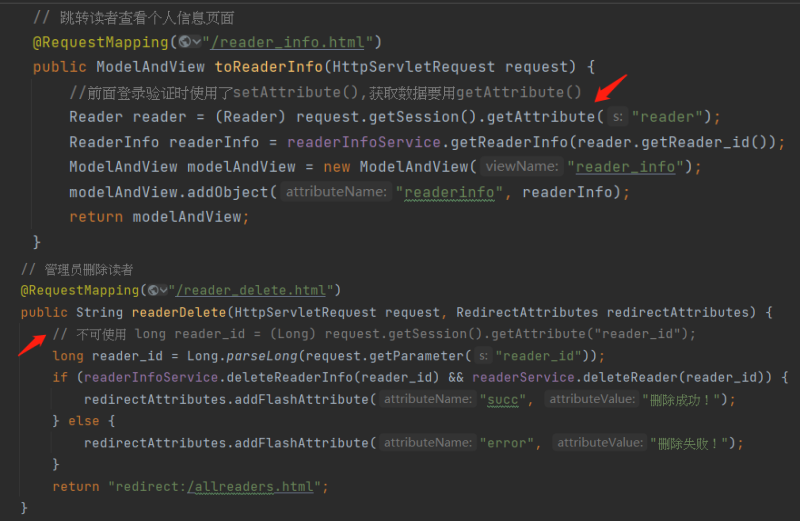 // 跳转读者查看个人信息页面
@RequestMapping("/reader_info.html")
public ModelAndView toReaderInfo(HttpServletRequest request) {
//前面登录验证时使用了setAttribute(),获取数据要用getAttribute()
Reader reader = (Reader) request.getSession().getAttribute( s: "reader");
ReaderInfo readerInfo = readerInfoService.getReaderInfo(reader.getReader_id());
ModelAndView modelAndView = new ModelAndView( viewName: "reader_info");
modelAndView.addObject( attributeName: "readerinfo", readerInfo);
return modelAndView;
}
// 管理员删除读者
@RequestMapping("/reader_delete.html")
public String readerDelete(HttpServletRequest request, RedirectAttributes redirectAttributes) {
// 不可使用 long reader_id = (Long) request.getSession().getAttribute("reader_id");
long reader_id = Long.parseLong(request.getParameter( s: "reader_id"));
if (readerInfoService.deleteReaderInfo(reader_id) && readerService.deleteReader(reader_id)) {
redirectAttributes.addFlashAttribute( attributeName: "succ", attributeValue: "删除成功！");
} else {
redirectAttributes.addFlashAttribute( attributeName: "error", attributeValue: "删除失败！");
}
return "redirect:/allreaders.html";
}